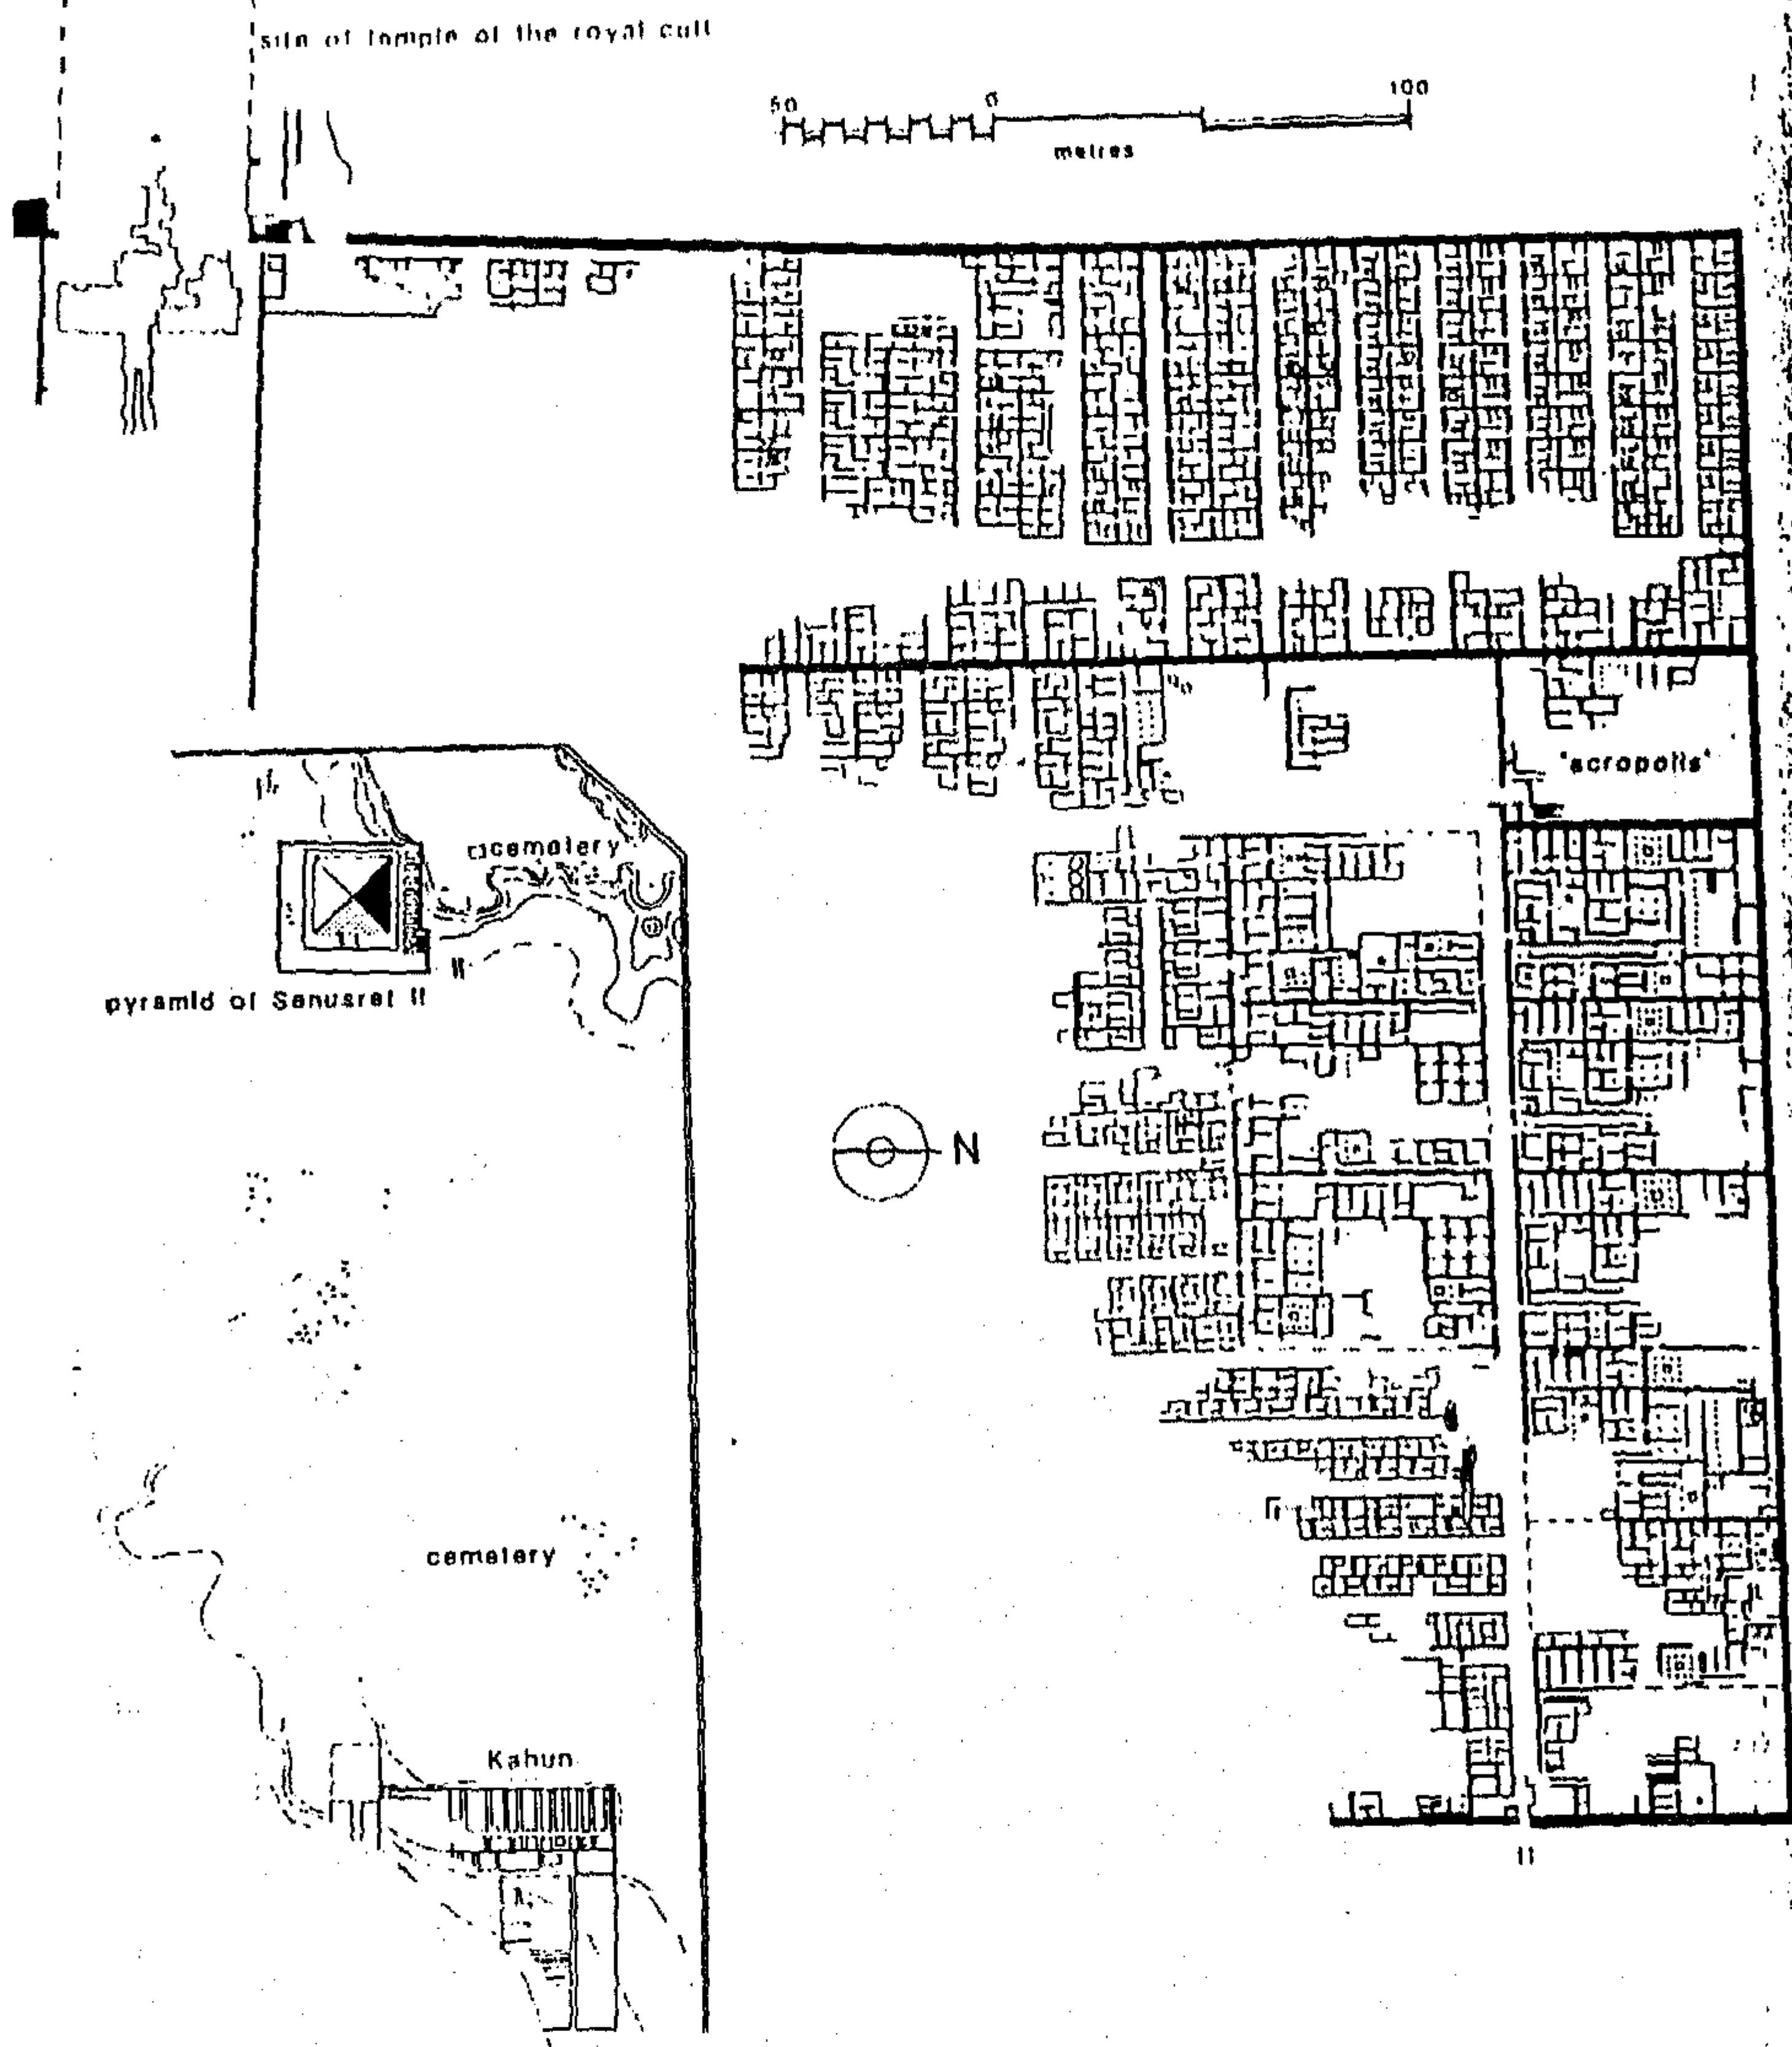 site of temple of the royal cult
50 0 100
metres
'acropolis'
cemetery
pyramid of Senusret II
N
cemetery
Kahun